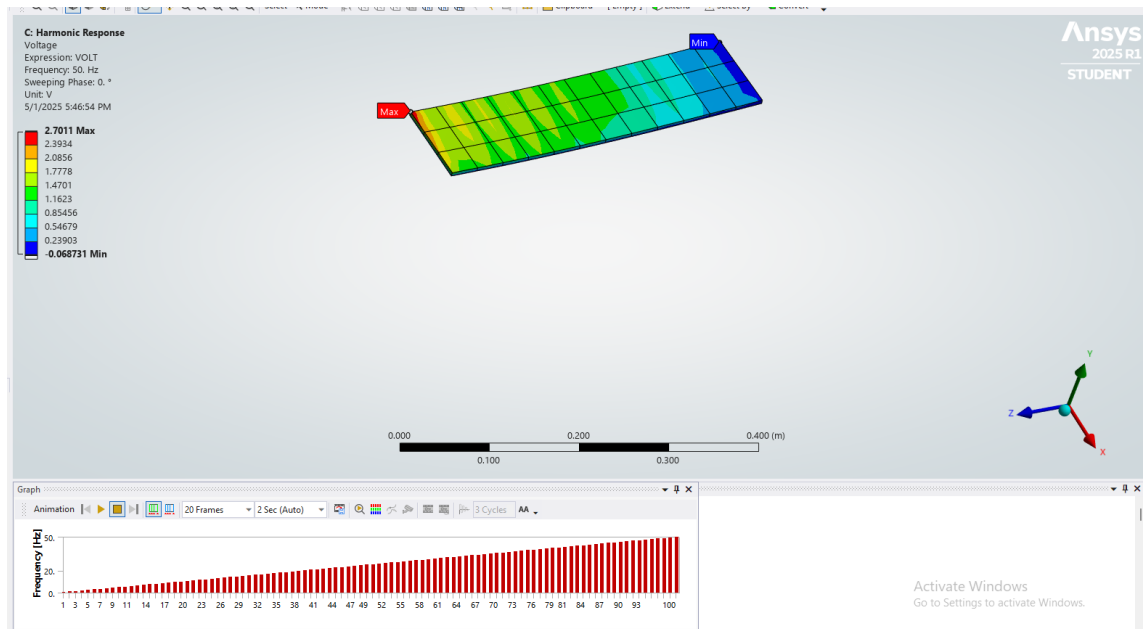 C: Harmonic Response
Voltage
Expression: VOLT
Frequency: 50. Hz
Sweeping Phase: 0. °
Unit: V
5/1/2025 5:46:54 PM
2.7011 Max
2.3934
2.0856
1.7778
1.4701
1.1623
0.85456
0.54679
0.23903
-0.068731 Min
Max
Min
Ansys
2025 R1
STUDENT
Y
Z
X
0.000 0.200 0.400 (m)
0.100 0.300
Graph
Animation 20 Frames 2 Sec (Auto) 3 Cycles AA
Frequency [Hz]
50.
20.
0.
1 3 5 7 9 11 14 17 20 23 26 29 32 35 38 41 44 47 49 52 55 58 61 64 67 70 73 76 79 81 84 87 90 93 100
Activate Windows
Go to Settings to activate Windows.